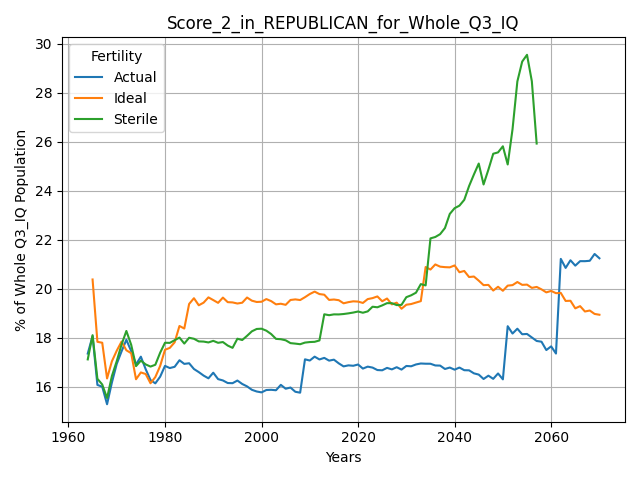 Score_2_in_REPUBLICAN_for_Whole_Q3_IQ
Fertility
Actual
Ideal
Sterile
% of Whole Q3_IQ Population
30
28
26
24
22
20
18
16
1960
1980
2000
2020
2040
2060
Years